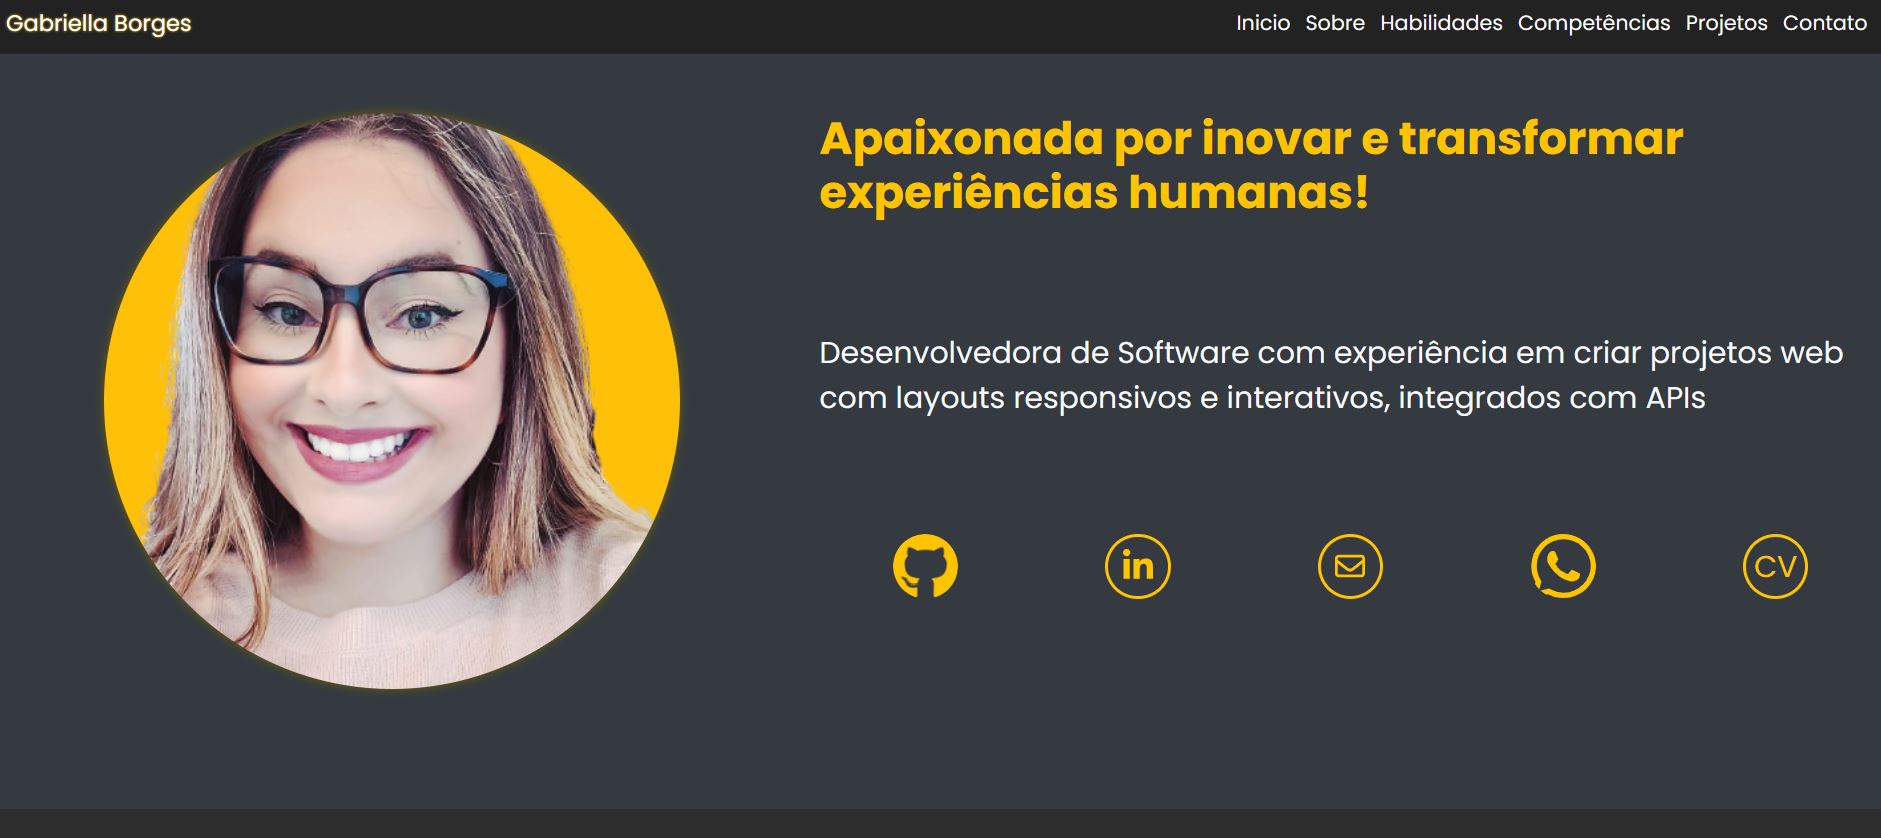 Gabriella Borges
Inicio Sobre Habilidades Competências Projetos Contato
Apaixonada por inovar e transformar
experiências humanas!
Desenvolvedora de Software com experiência em criar projetos web
com layouts responsivos e interativos, integrados com APIs
in
CV